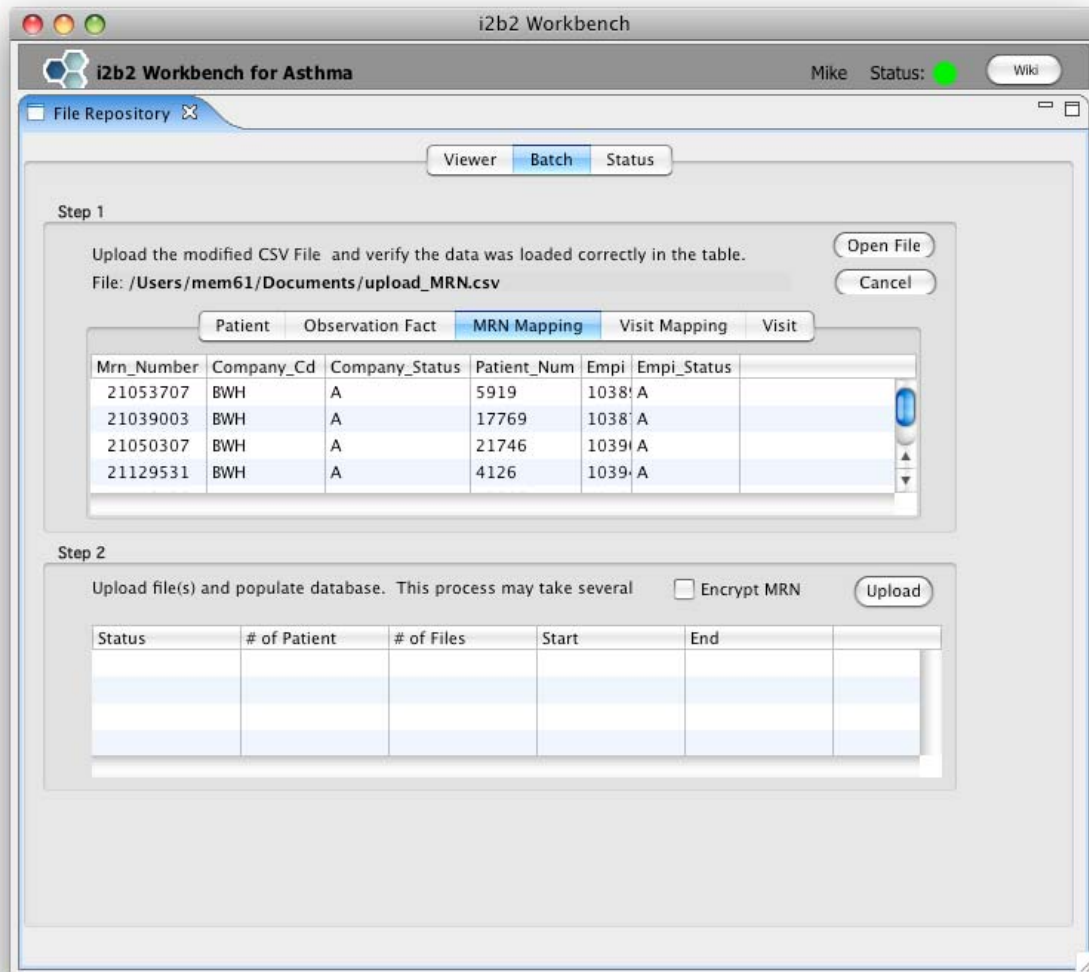 i2b2 Workbench
i2b2 Workbench for Asthma Mike Status: Wiki
File Repository
Viewer Batch Status
Step 1
Upload the modified CSV File and verify the data was loaded correctly in the table. Open File
File: /Users/mem61/Documents/upload_MRN.csv Cancel
Patient Observation Fact MRN Mapping Visit Mapping Visit
Mrn_Number Company_Cd Company_Status Patient_Num Empi Empi_Status
21053707 BWH A 5919 A
21039003 BWH A 17769 A
21050307 BWH A 21746 A
21129531 BWH A 4126 A
Step 2
Upload file(s) and populate database. This process may take several Encrypt MRN Upload
Status # of Patient # of Files Start End